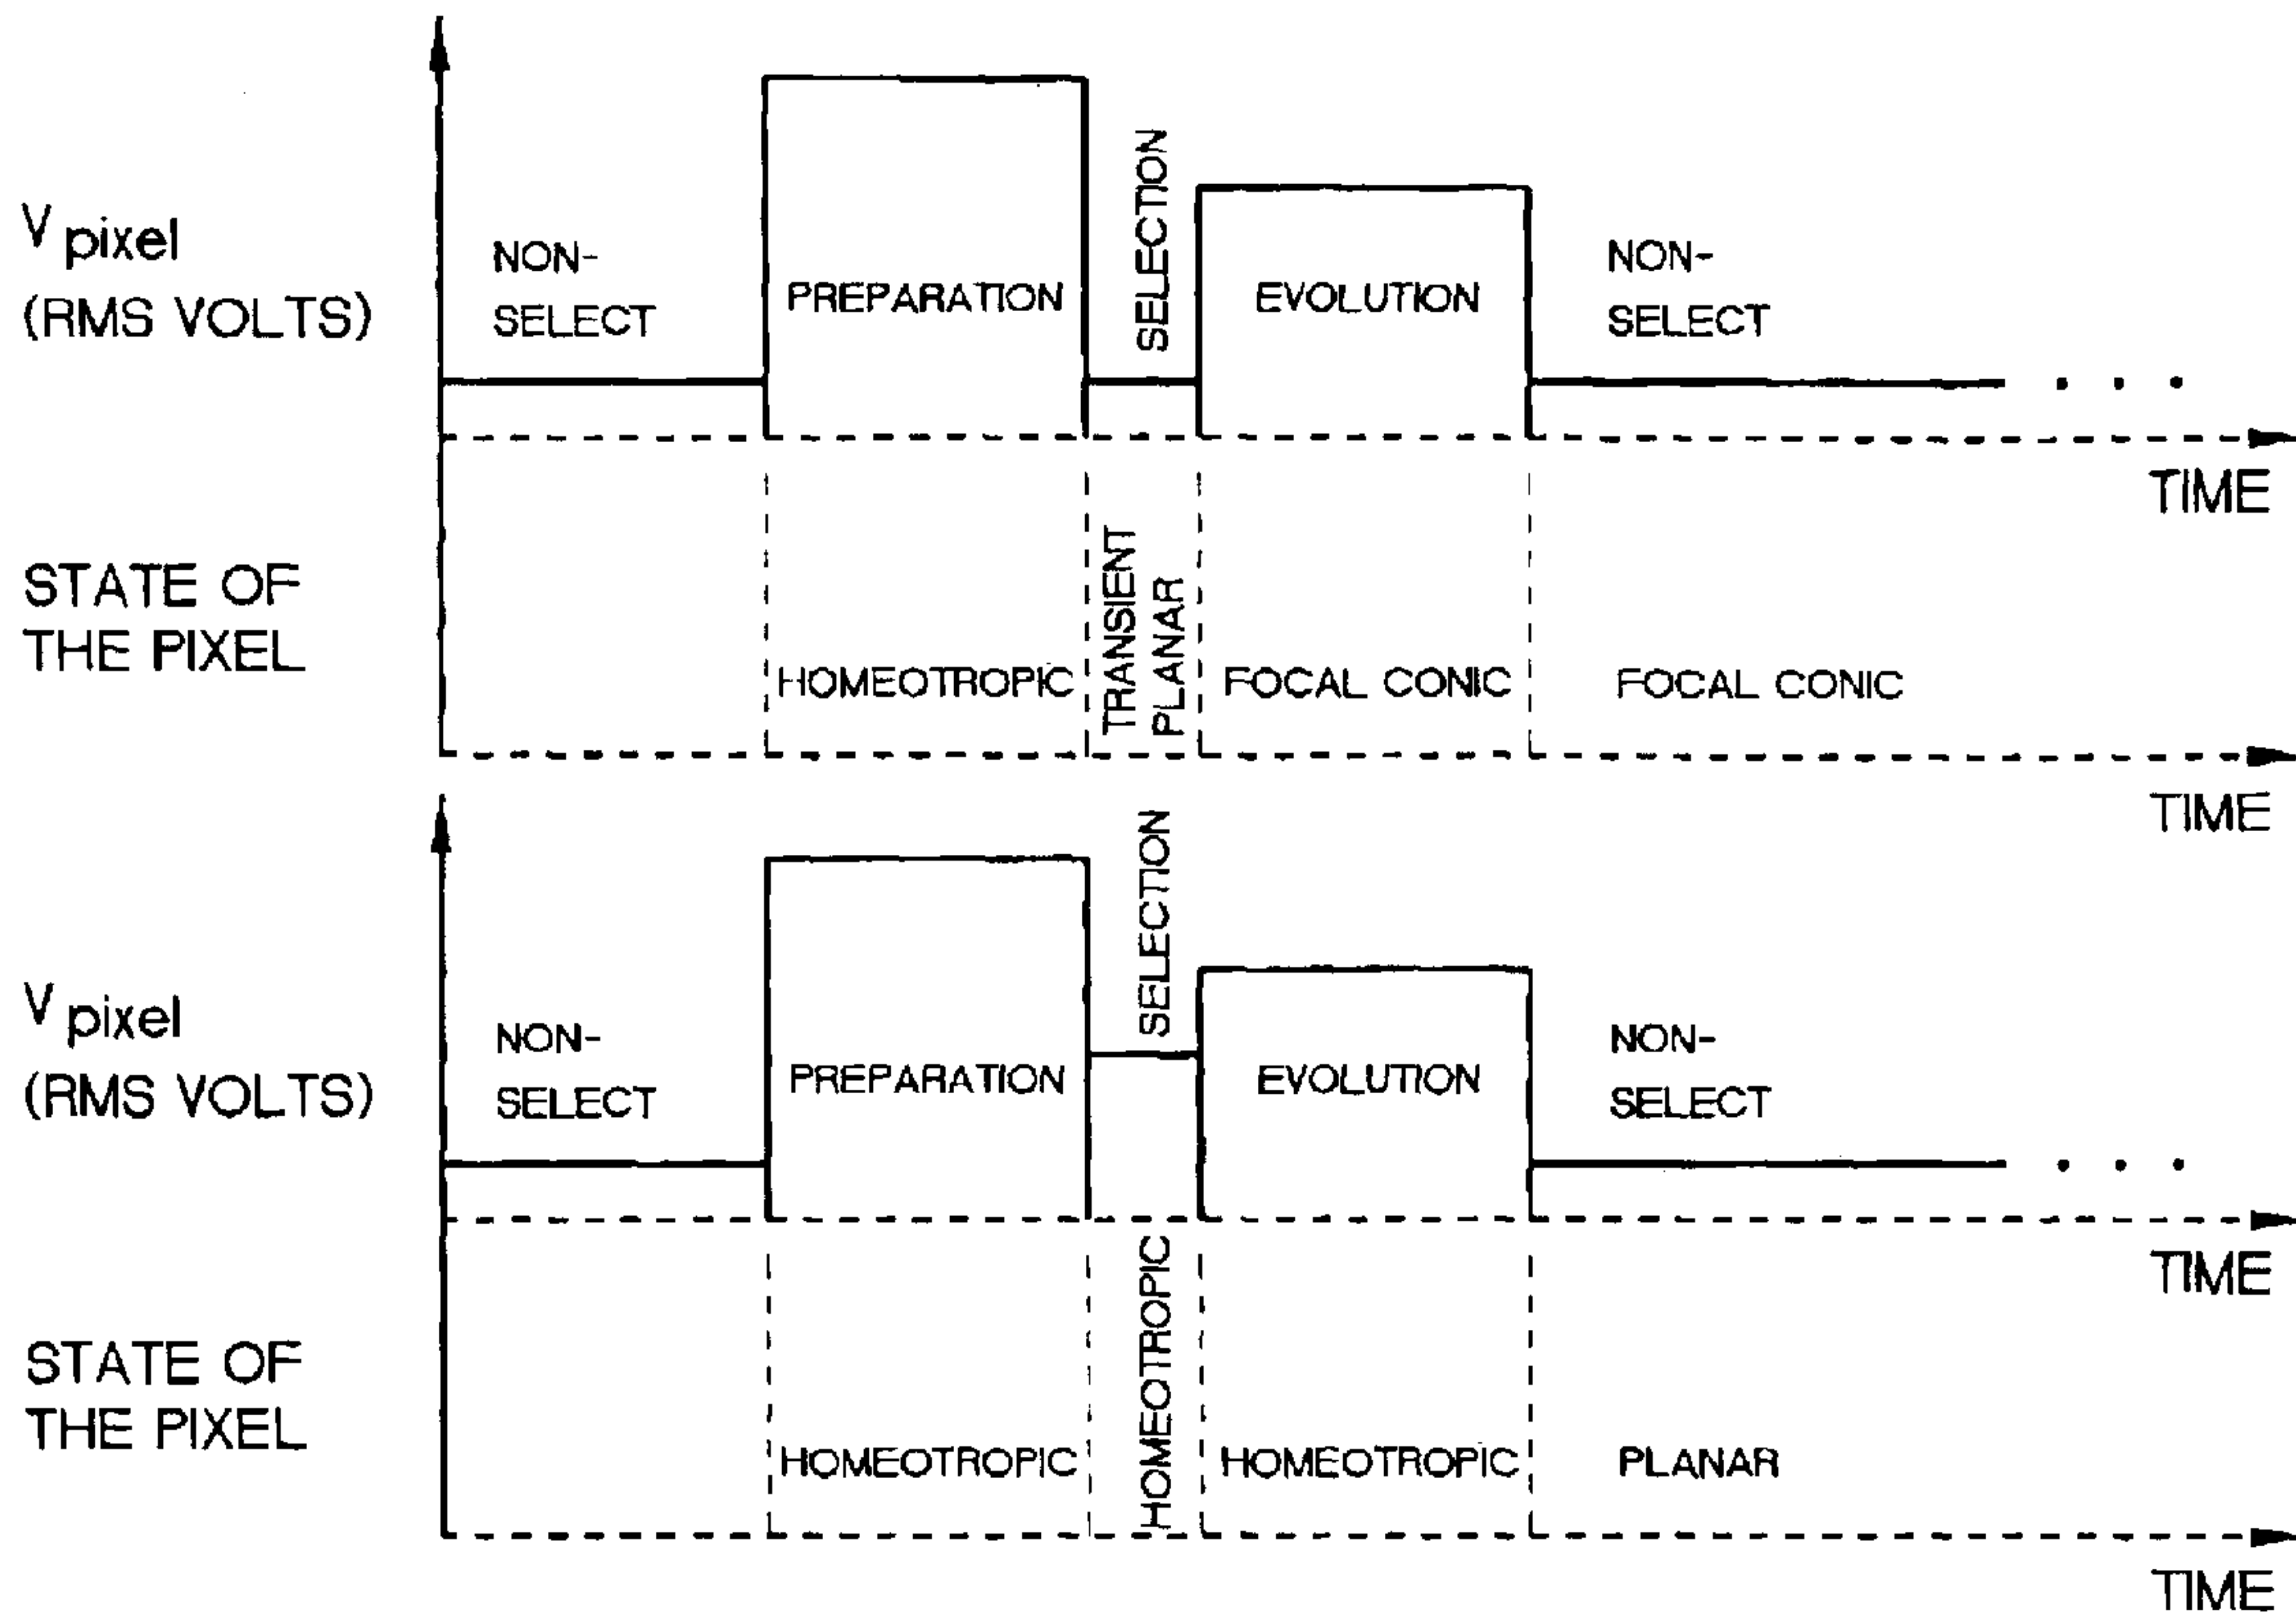 V pixel
(RMS VOLTS)
NON-
SELECT
PREPARATION
SELECTION
EVOLUTION
NON-
SELECT
. . .
TIME
STATE OF
THE PIXEL
HOMEOTROPIC
TRANSIENT
PLANAR
FOCAL CONIC
FOCAL CONIC
TIME
V pixel
(RMS VOLTS)
NON-
SELECT
PREPARATION
SELECTION
EVOLUTION
NON-
SELECT
. . .
TIME
STATE OF
THE PIXEL
HOMEOTROPIC
HOMEOTROPIC
HOMEOTROPIC
PLANAR
TIME